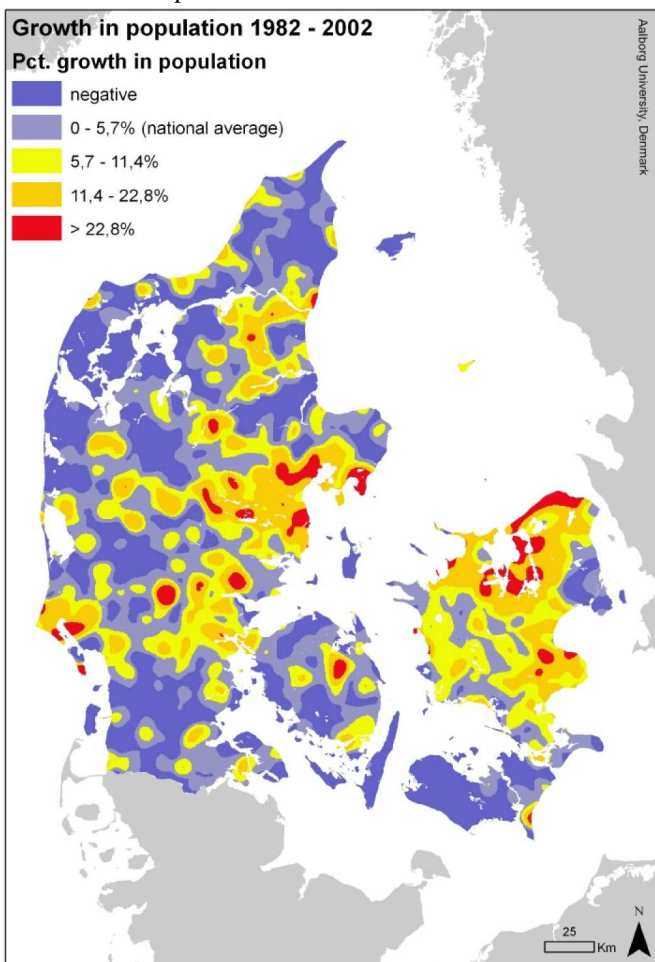 Growth in population 1982 - 2002
Pct. growth in population
negative
0 - 5,7% (national average)
5,7 - 11,4%
11,4 - 22,8%
> 22,8%
Aalborg University, Denmark
N
25
Km